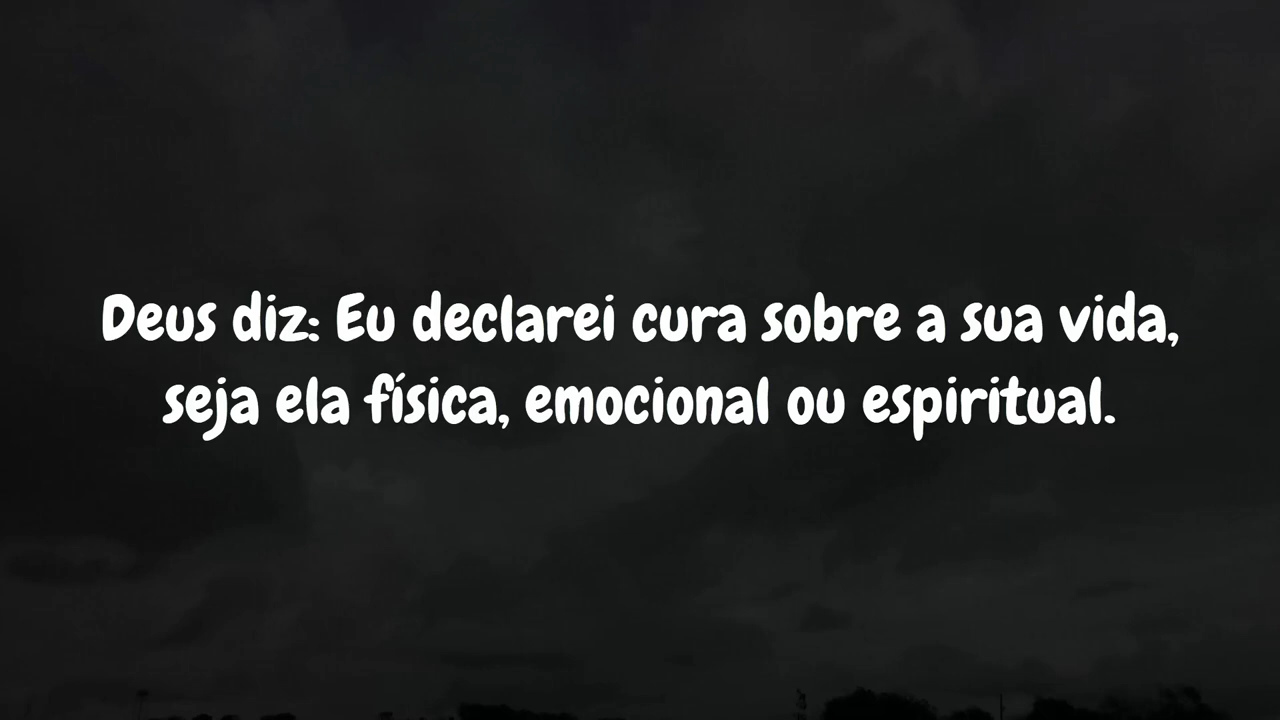 Deus diz: Eu declarei cura sobre a sua vida,
seja ela física, emocional ou espiritual.